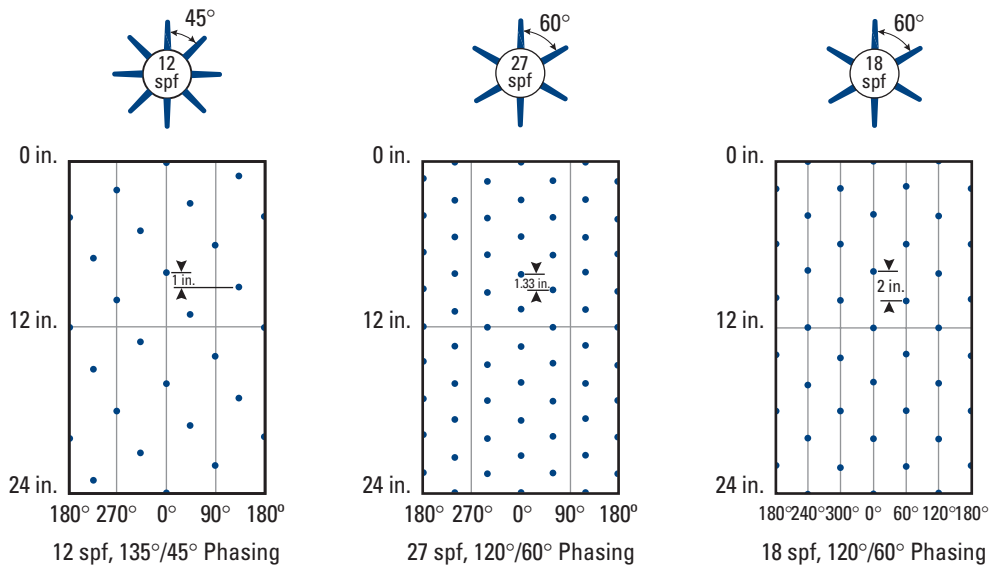 45°
12
spf
60°
27
spf
60°
18
spf
0 in.
1 in.
12 in.
24 in.
180° 270° 0° 90° 180º
12 spf, 135°/45° Phasing
0 in.
1.33 in.
12 in.
24 in.
180° 270° 0° 90° 180º
27 spf, 120°/60° Phasing
0 in.
2 in.
12 in.
24 in.
180° 240° 300° 0° 60° 120° 180°
18 spf, 120°/60° Phasing